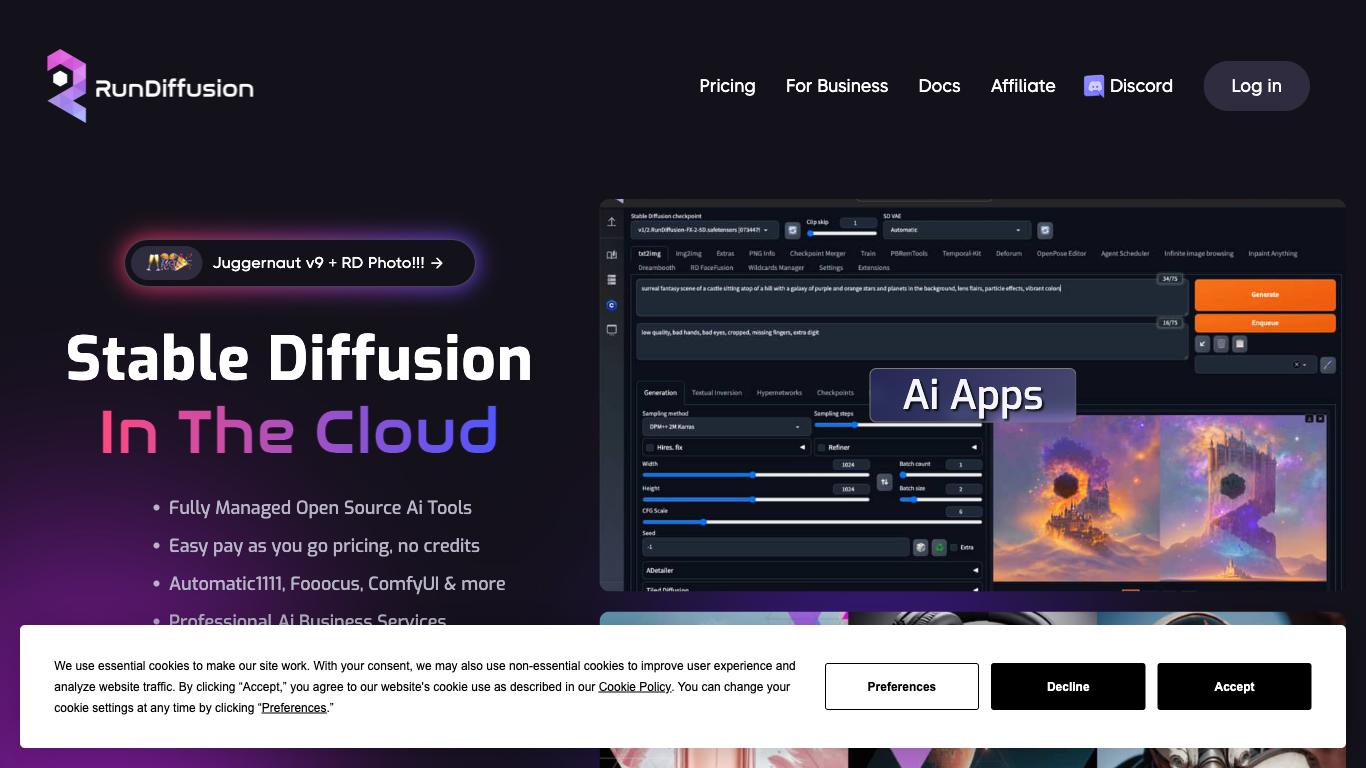 RunDiffusion
Pricing
For Business
Docs
Affiliate
Discord
Log in
Juggernaut v9 + RD Photo!!! →
Stable Diffusion
In The Cloud
• Fully Managed Open Source Ai Tools
• Easy pay as you go pricing, no credits
• Automatic1111, Fooocus, ComfyUI & more
• Professional Ai Business Services
Stable Diffusion checkpoint
v1/2.RunDiffusion-FX-2-5D.safetensors [073447f
Clip skip
1
SD VAE
Automatic
txt2img
Img2img
Extras
PNG Info
Checkpoint Merger
Train
PBRemTools
Temporal-Kit
Deforum
OpenPose Editor
Agent Scheduler
Infinite image browsing
Inpaint Anything
Dreambooth
RD FaceFusion
Wildcards Manager
Settings
Extensions
34/75
surreal fantasy scene of a castle sitting atop of a hill with a galaxy of purple and orange stars and planets in the background, lens flairs, particle effects, vibrant colors
Generate
16/75
low quality, bad hands, bad eyes, cropped, missing fingers, extra digit
Enqueue
Ai Apps
Generation
Textual Inversion
Hypernetworks
Checkpoints
Sampling method
DPM++ 2M Karras
Sampling steps
Hires. fix
Refiner
Width
1024
Batch count
1
Height
1024
Batch size
2
CFG Scale
6
Seed
-1
Extra
ADetailer
Tiled Diffusion
We use essential cookies to make our site work. With your consent, we may also use non-essential cookies to improve user experience and
analyze website traffic. By clicking “Accept,” you agree to our website's cookie use as described in our Cookie Policy. You can change your
cookie settings at any time by clicking “Preferences.”
Preferences
Decline
Accept